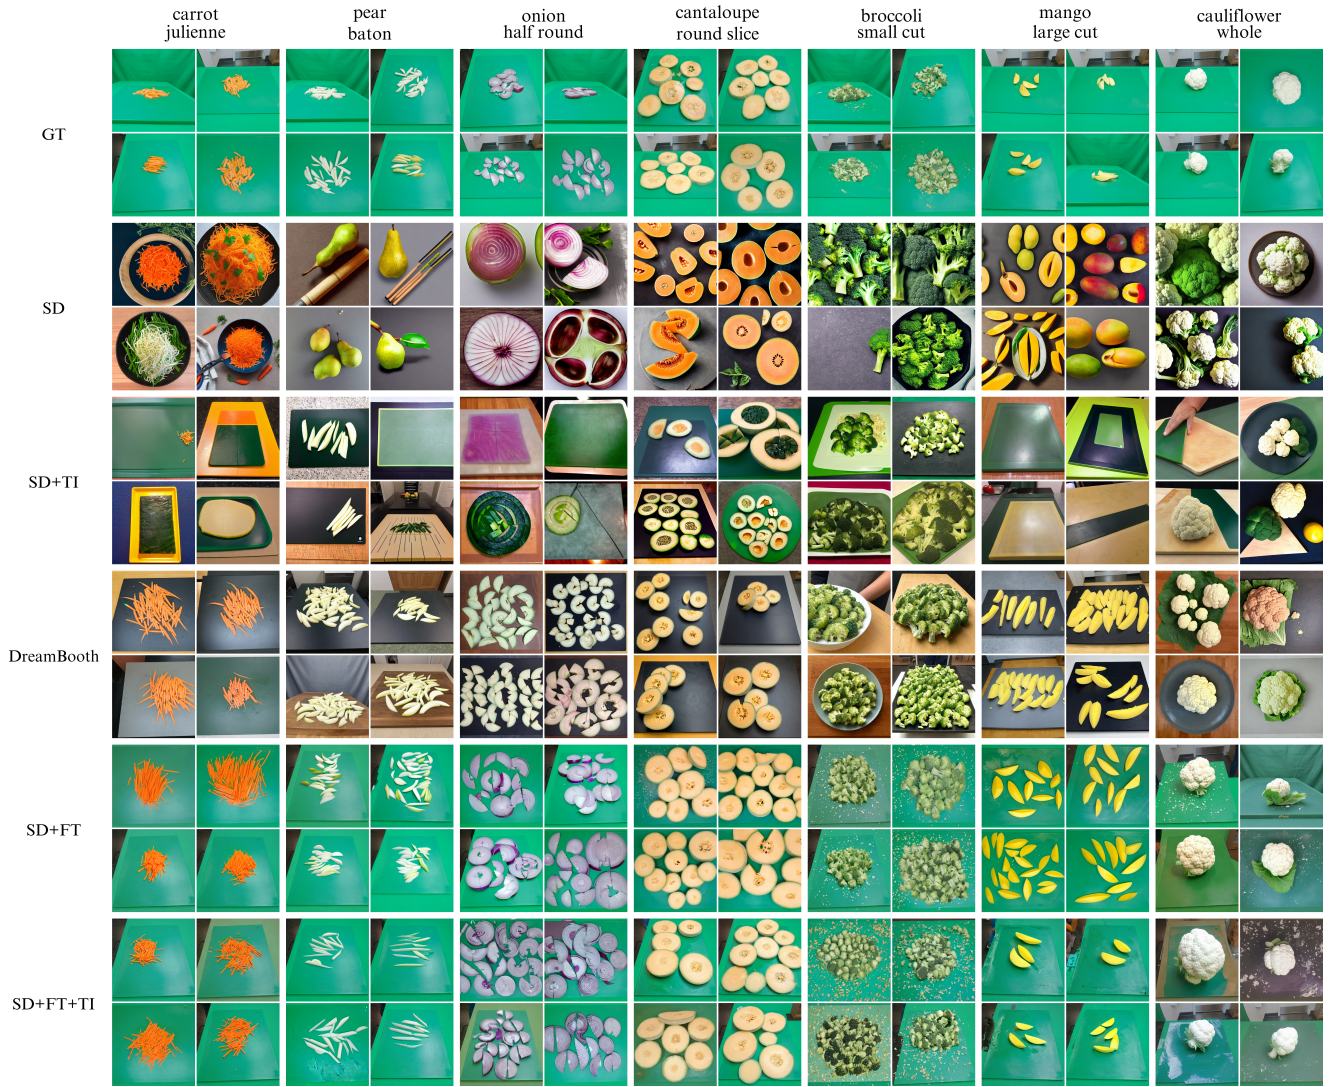 carrot
julienne
pear
baton
onion
half round
cantaloupe
round slice
broccoli
small cut
mango
large cut
cauliflower
whole
GT
SD
SD+TI
DreamBooth
SD+FT
SD+FT+TI